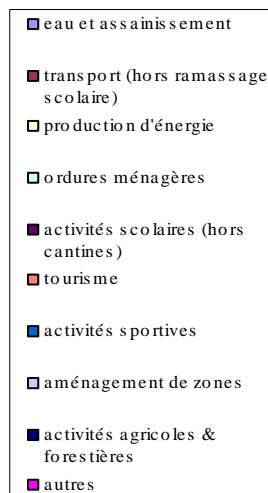 eau et assainissement
transport (hors ramassage
scolaire)
production d'énergie
ordures ménagères
activités scolaires (hors
cantines)
tourisme
activités sportives
aménagement de zones
activités agricoles &
forestières
autres